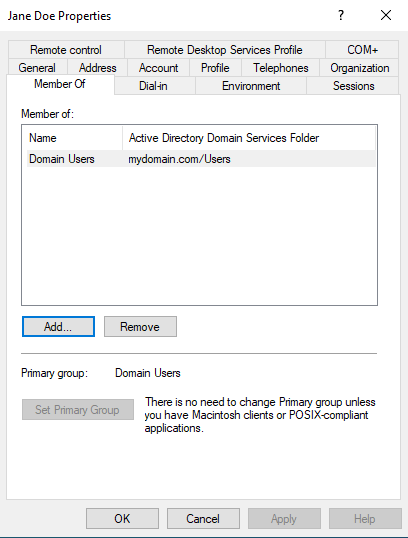 Jane Doe Properties
?
Remote control Remote Desktop Services Profile COM+
General Address Account Profile Telephones Organization
Member Of Dial-in Environment Sessions
Member of:
Name Active Directory Domain Services Folder
Domain Users mydomain.com/Users
Add... Remove
Primary group: Domain Users
Set Primary Group
There is no need to change Primary group unless
you have Macintosh clients or POSIX-compliant
applications.
OK Cancel Apply Help